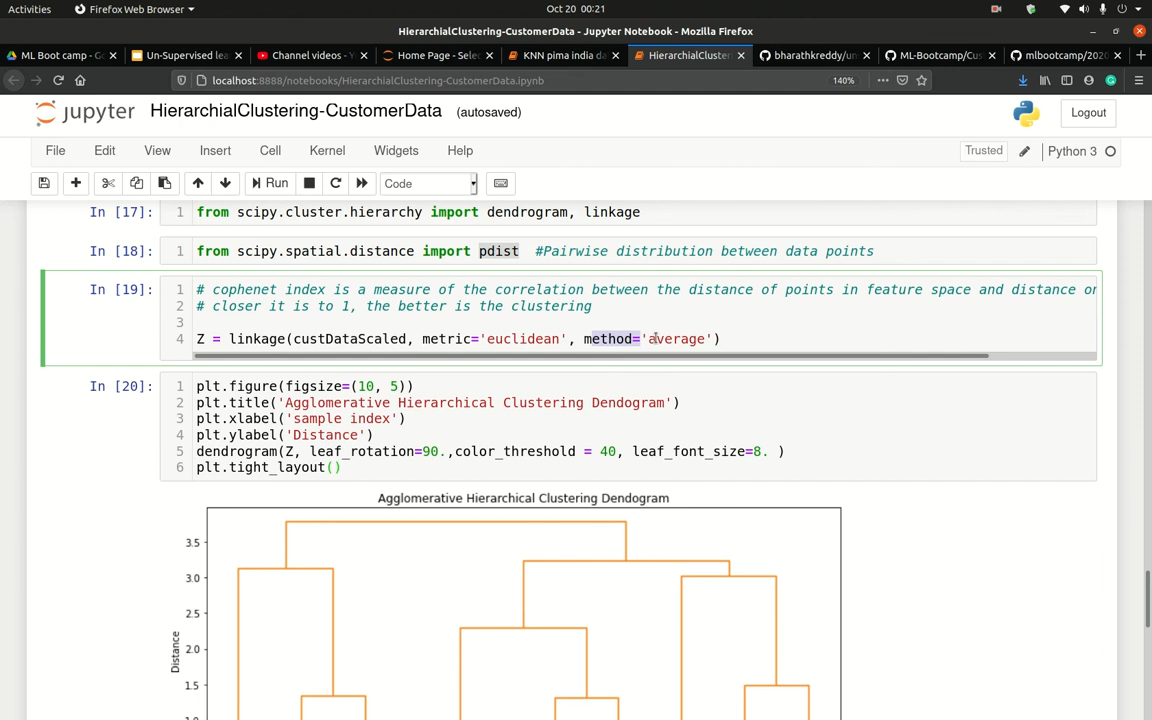 Activities Firefox Web Browser Oct 20 00:21
HierarchialClustering-CustomerData - Jupyter Notebook - Mozilla Firefox
ML Boot camp - G Un-Supervised lea Channel videos - Y Home Page - Selec KNN pima india da HierarchialCluster bharathkreddy/un ML-Bootcamp/Cus mlbootcamp/2020
localhost:8888/notebooks/HierarchialClustering-CustomerData.ipynb 140%
jupyter HierarchialClustering-CustomerData (autosaved) Logout
File Edit View Insert Cell Kernel Widgets Help Trusted Python 3
Run Code
In [17]: 1 from scipy.cluster.hierarchy import dendrogram, linkage
In [18]: 1 from scipy.spatial.distance import pdist #Pairwise distribution between data points
In [19]: 1 # cophenet index is a measure of the correlation between the distance of points in feature space and distance on
2 # closer it is to 1, the better is the clustering
3
4 Z = linkage(custDataScaled, metric='euclidean', method='average')
In [20]: 1 plt.figure(figsize=(10, 5))
2 plt.title('Agglomerative Hierarchical Clustering Dendogram')
3 plt.xlabel('sample index')
4 plt.ylabel('Distance')
5 dendrogram(Z, leaf_rotation=90.,color_threshold = 40, leaf_font_size=8. )
6 plt.tight_layout()
Agglomerative Hierarchical Clustering Dendogram
3.5
3.0
2.5
2.0
1.5
Distance